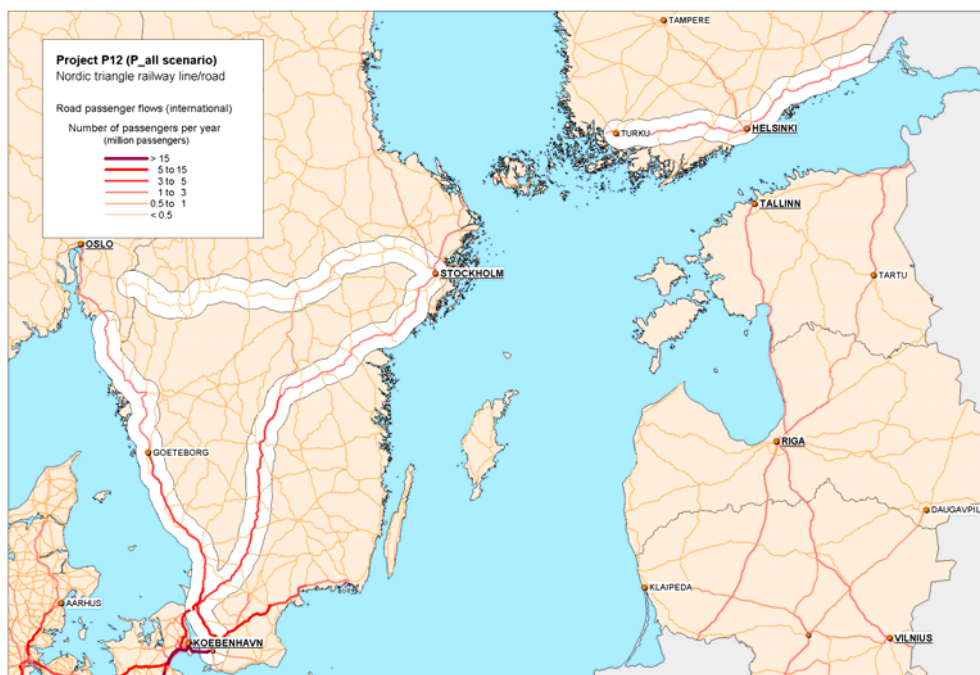 Project P12 (P_all scenario)
Nordic triangle railway line/road
Road passenger flows (international)
Number of passengers per year
(million passengers)
> 15
5 to 15
3 to 5
1 to 3
0.5 to 1
< 0.5
TAMPERE
TURKU
HELSINKI
TALLINN
OSLO
STOCKHOLM
TARTU
GOETEBORG
RIGA
DAUGAVPIL
KLAIPEDA
AARHUS
KOEBENHAVN
VILNIUS